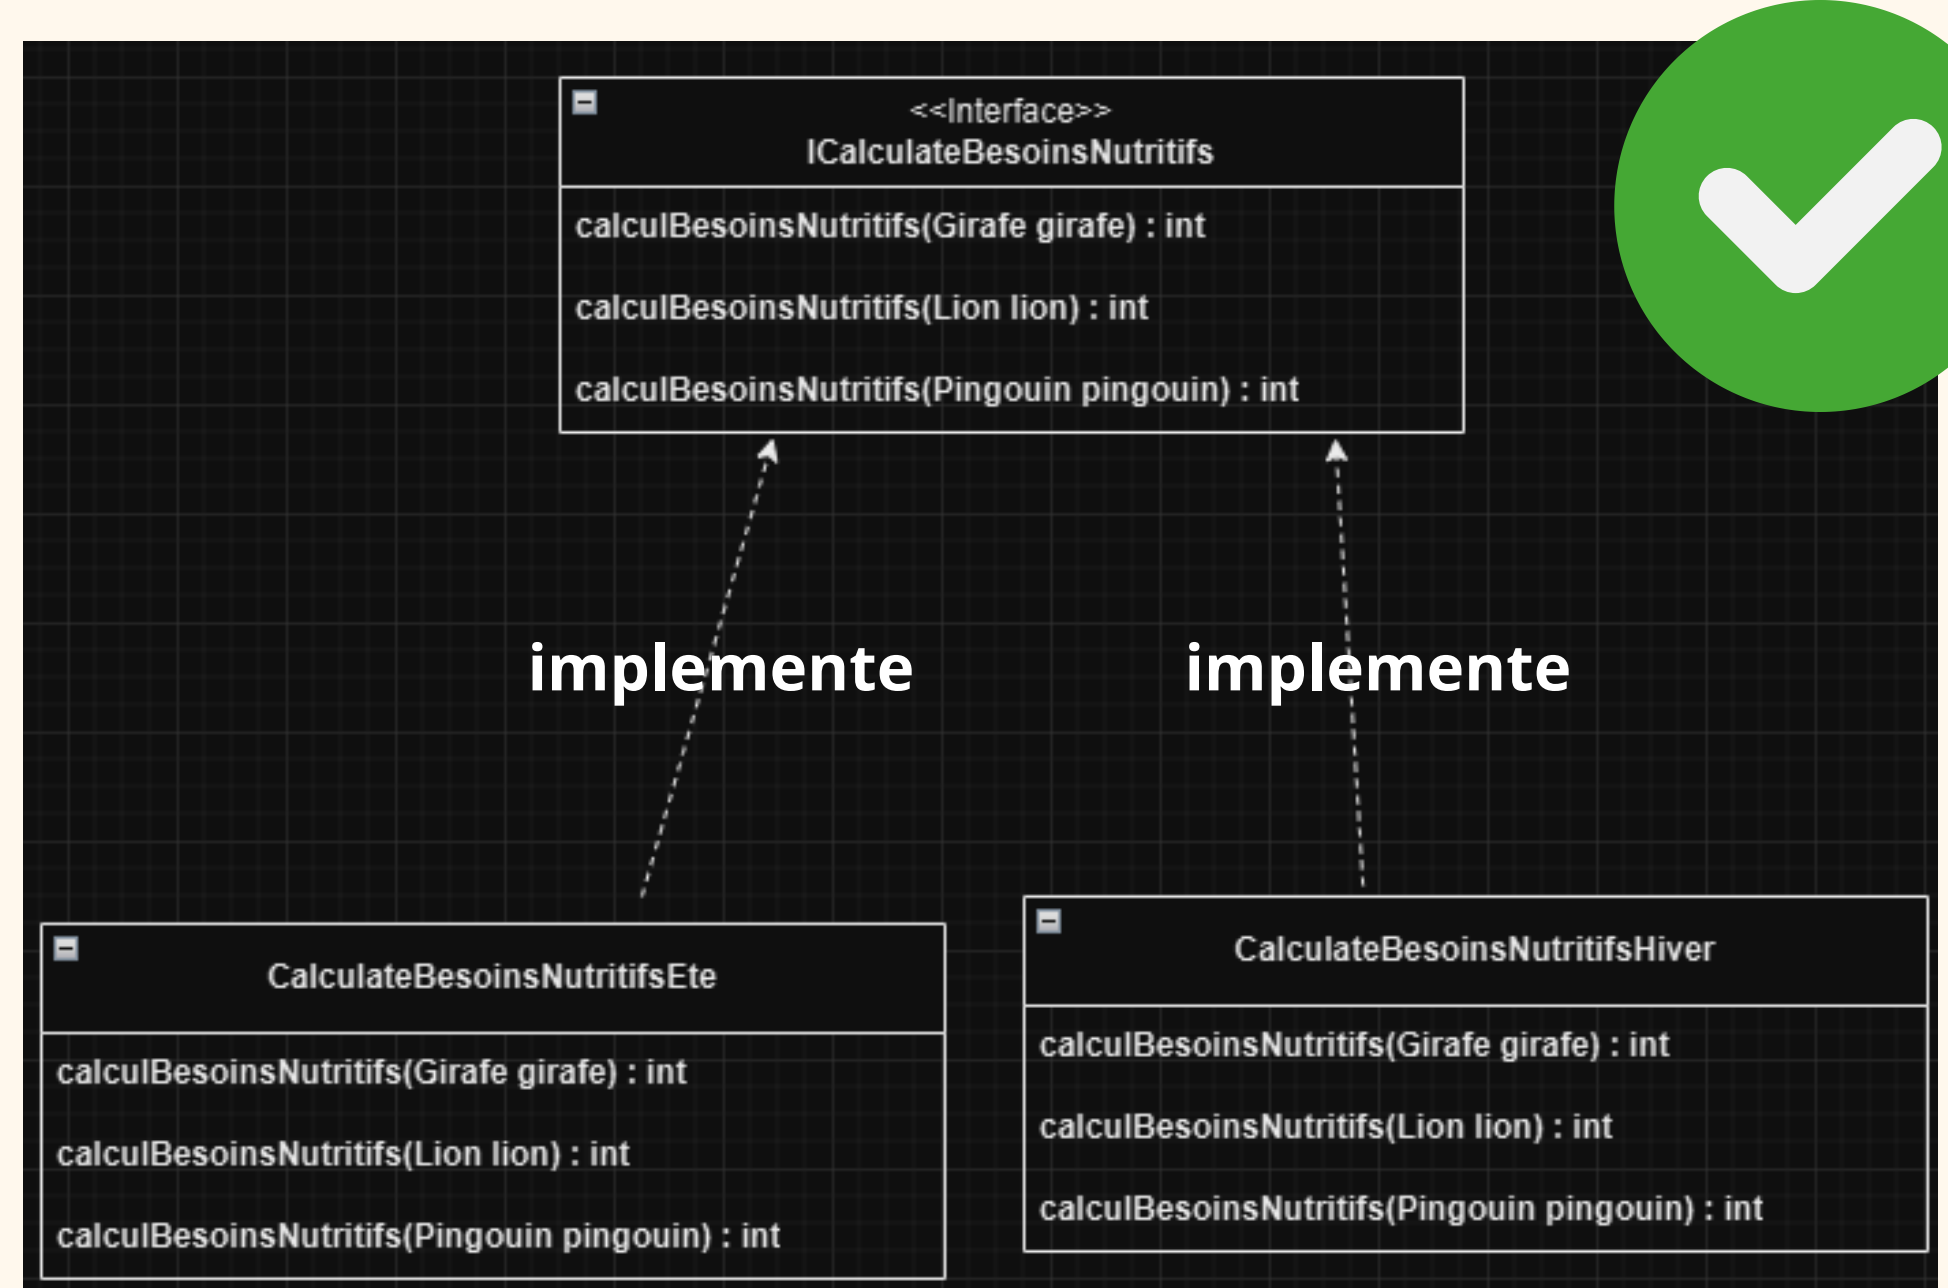 <<Interface>>
ICalculateBesoinsNutritifs
calculBesoinsNutritifs(Girafe girafe) : int
calculBesoinsNutritifs(Lion lion) : int
calculBesoinsNutritifs(Pingouin pingouin) : int
implemente
implemente
CalculateBesoinsNutritifsEte
calculBesoinsNutritifs(Girafe girafe) : int
calculBesoinsNutritifs(Lion lion) : int
calculBesoinsNutritifs(Pingouin pingouin) : int
CalculateBesoinsNutritifsHiver
calculBesoinsNutritifs(Girafe girafe) : int
calculBesoinsNutritifs(Lion lion) : int
calculBesoinsNutritifs(Pingouin pingouin) : int